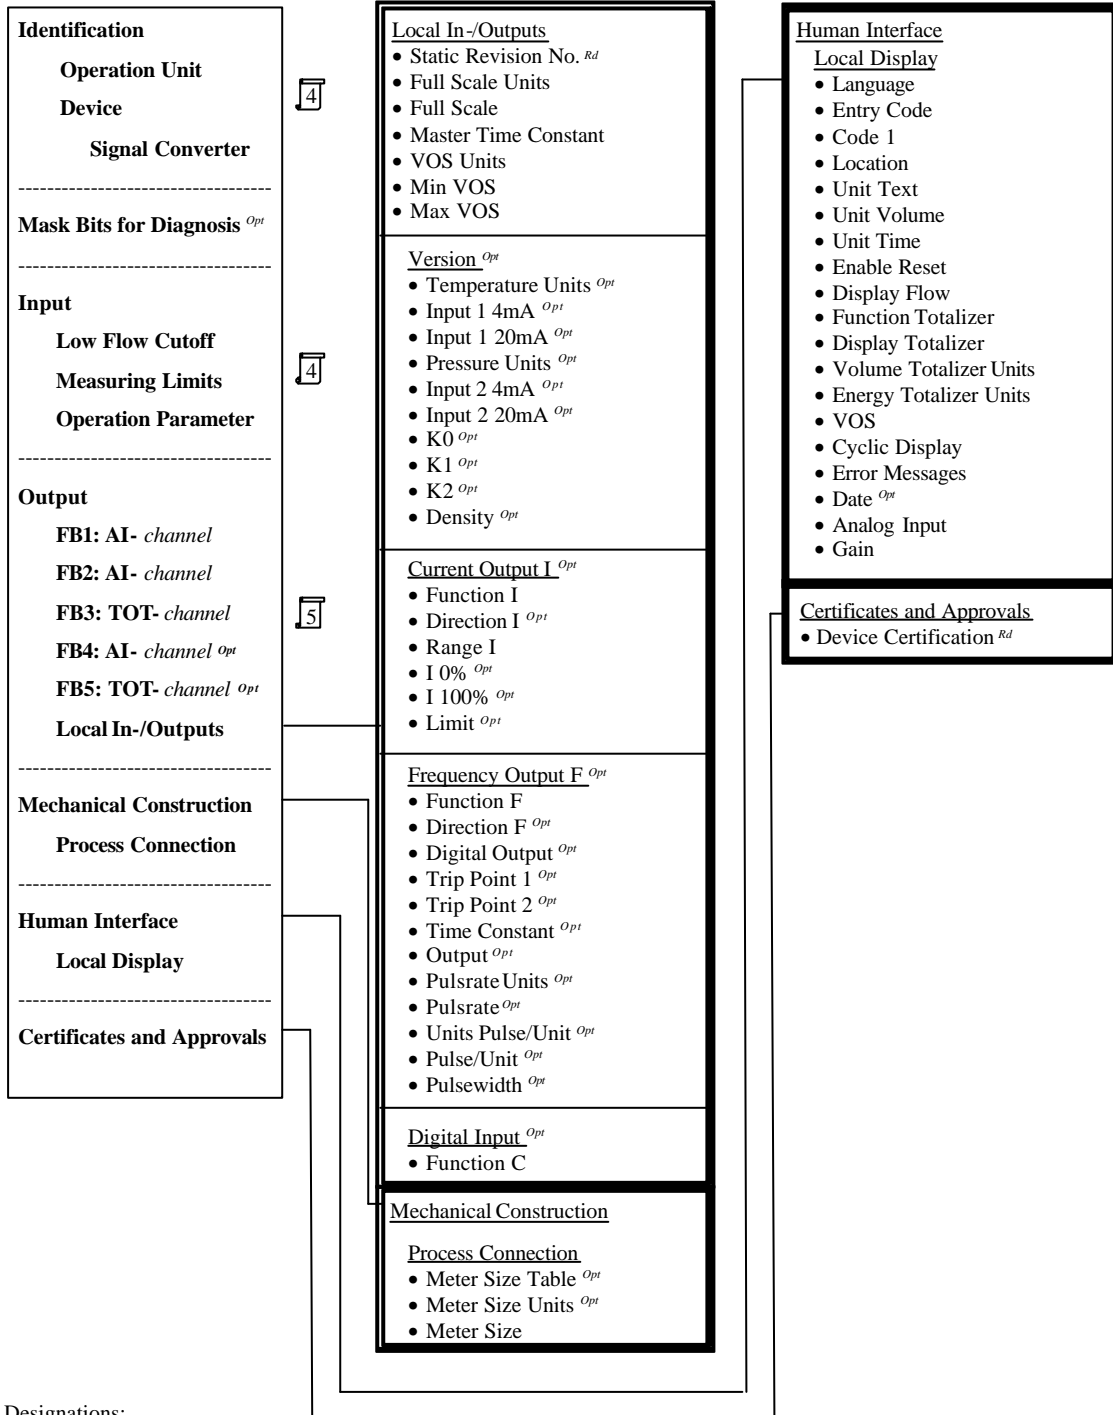 Identification
Operation Unit
Device
Signal Converter
4
---------------------------------
Mask Bits for Diagnosis Opt
---------------------------------
Input
Low Flow Cutoff
Measuring Limits
Operation Parameter
4
---------------------------------
Output
FB1: AI- channel
FB2: AI- channel
FB3: TOT- channel
FB4: AI- channel Opt
FB5: TOT- channel Opt
Local In-/Outputs
5
---------------------------------
Mechanical Construction
Process Connection
---------------------------------
Human Interface
Local Display
---------------------------------
Certificates and Approvals
Local In-/Outputs
• Static Revision No. Rd
• Full Scale Units
• Full Scale
• Master Time Constant
• VOS Units
• Min VOS
• Max VOS
Version Opt
• Temperature Units Opt
• Input 1 4mA Opt
• Input 1 20mA Opt
• Pressure Units Opt
• Input 2 4mA Opt
• Input 2 20mA Opt
• K0 Opt
• K1 Opt
• K2 Opt
• Density Opt
Current Output I Opt
• Function I
• Direction I Opt
• Range I
• I 0% Opt
• I 100% Opt
• Limit Opt
Frequency Output F Opt
• Function F
• Direction F Opt
• Digital Output Opt
• Trip Point 1 Opt
• Trip Point 2 Opt
• Time Constant Opt
• Output Opt
• Pulsrate Units Opt
• Pulsrate Opt
• Units Pulse/Unit Opt
• Pulse/Unit Opt
• Pulsewidth Opt
Digital Input Opt
• Function C
Mechanical Construction
Process Connection
• Meter Size Table Opt
• Meter Size Units Opt
• Meter Size
Human Interface
Local Display
• Language
• Entry Code
• Code 1
• Location
• Unit Text
• Unit Volume
• Unit Time
• Enable Reset
• Display Flow
• Function Totalizer
• Display Totalizer
• Volume Totalizer Units
• Energy Totalizer Units
• VOS
• Cyclic Display
• Error Messages
• Date Opt
• Analog Input
• Gain
Certificates and Approvals
• Device Certification Rd
Designations: